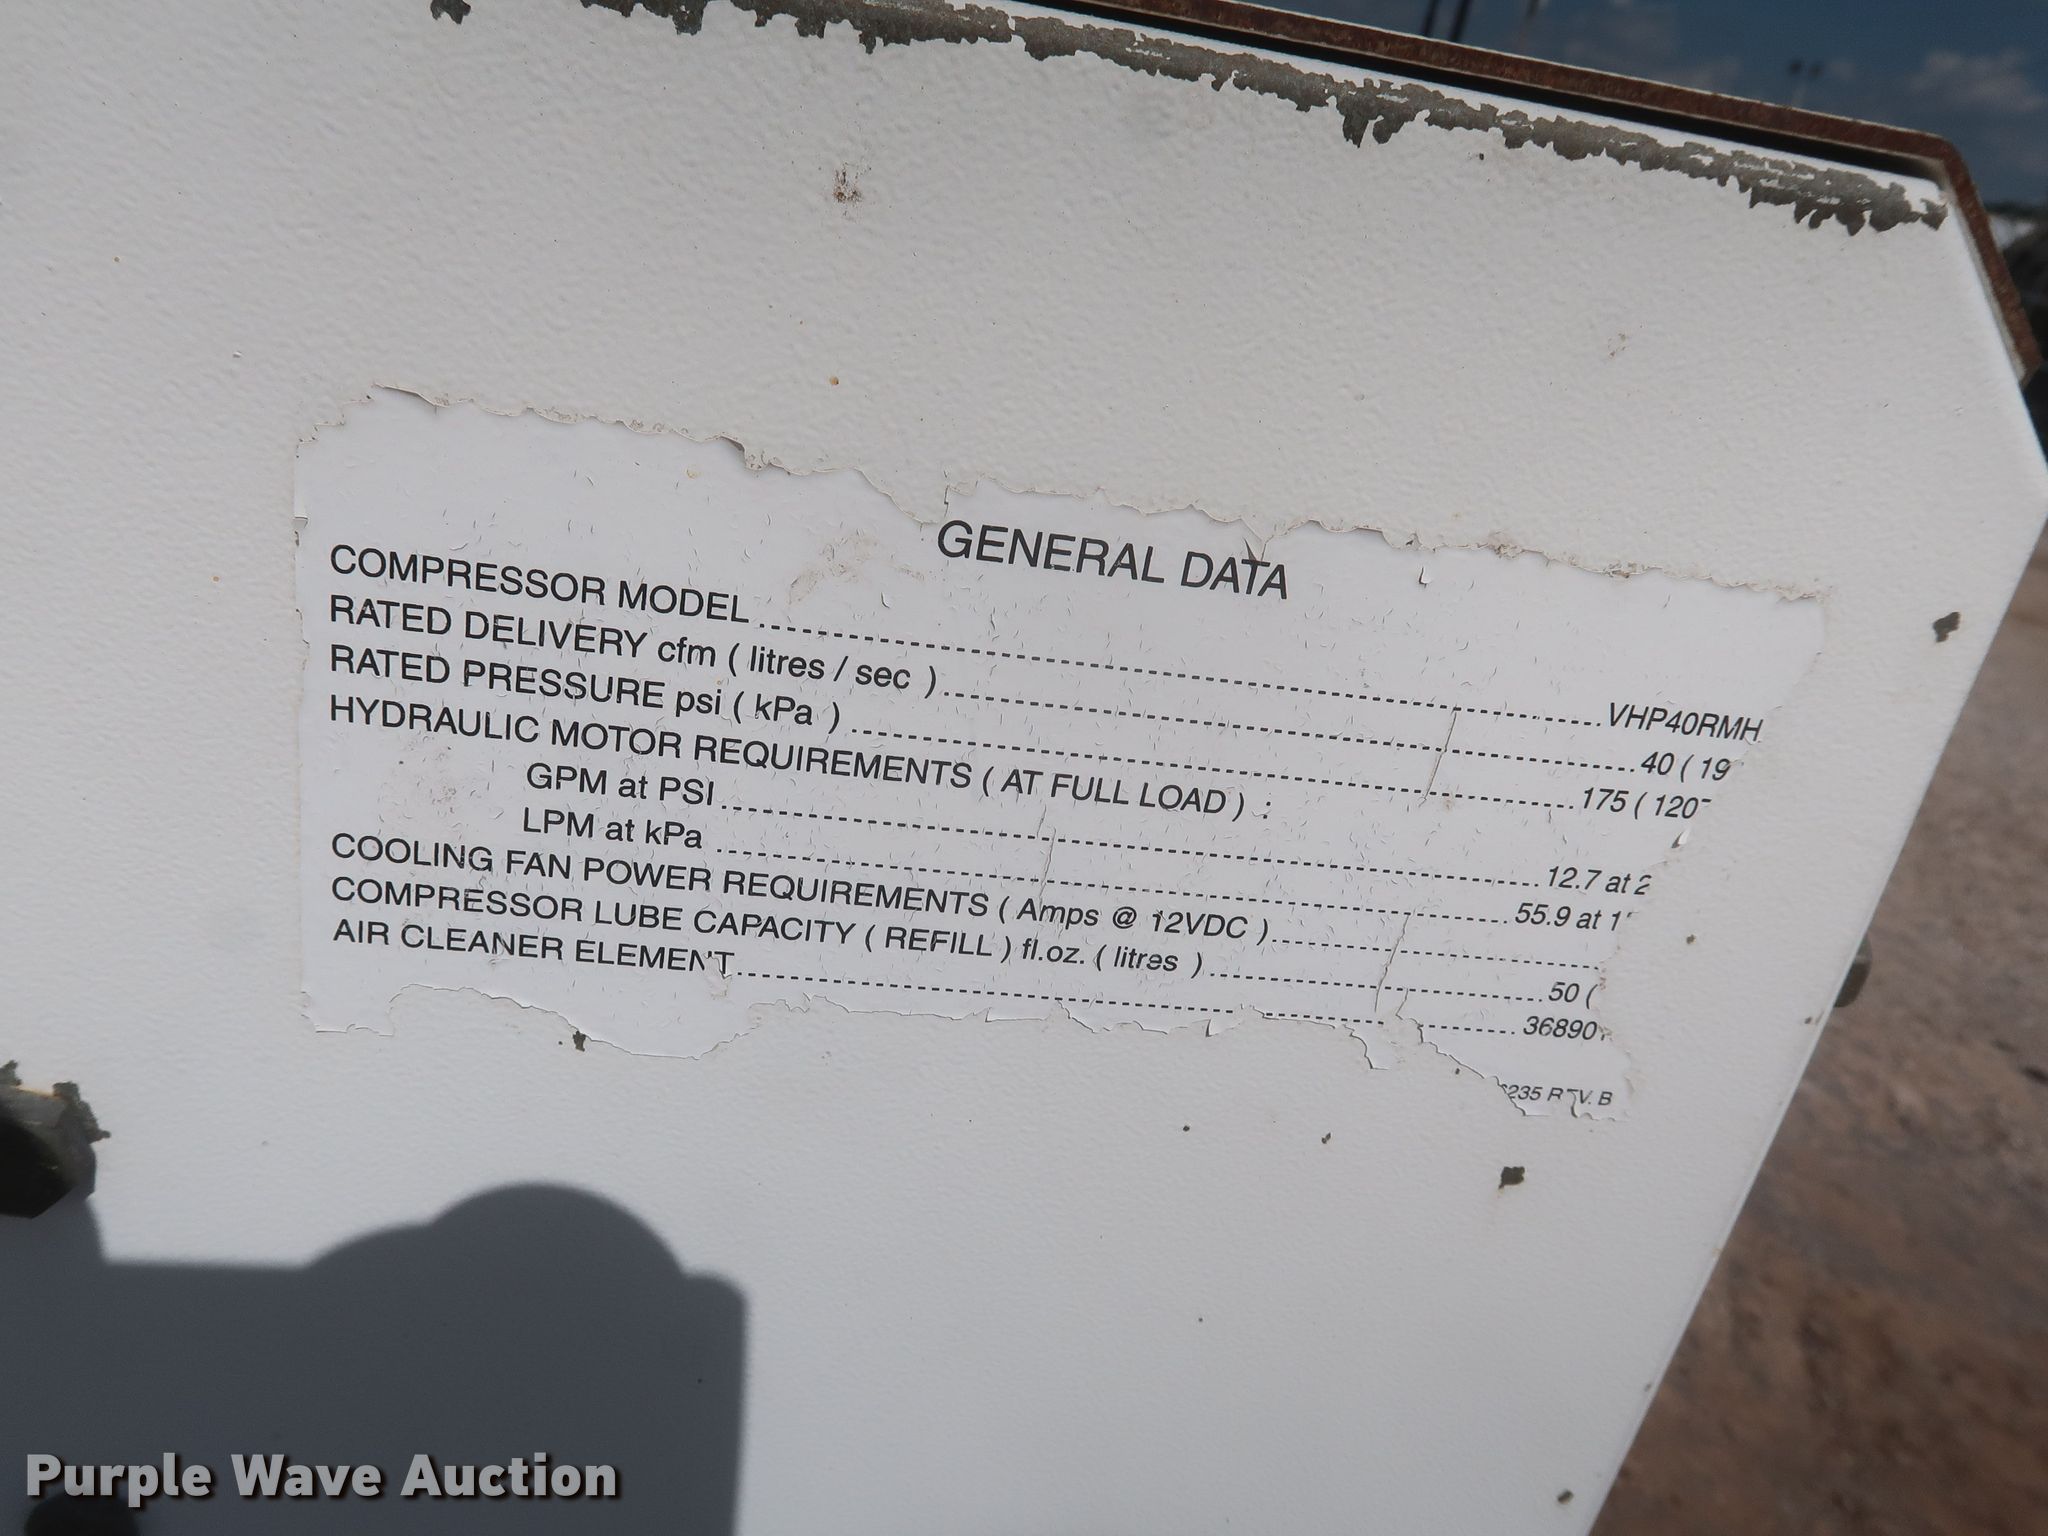 GENERAL DATA
COMPRESSOR MODEL VHP40RMH
RATED DELIVERY cfm ( litres / sec ) 40 ( 19
RATED PRESSURE psi ( kPa ) 175 ( 120
HYDRAULIC MOTOR REQUIREMENTS ( AT FULL LOAD ) :
GPM at PSI 12.7 at 2
LPM at kPa 55.9 at 1
COOLING FAN POWER REQUIREMENTS ( Amps @ 12VDC )
COMPRESSOR LUBE CAPACITY ( REFILL ) fl.oz. ( litres ) 50 (
AIR CLEANER ELEMENT 36890
235 REV. B
Purple Wave Auction